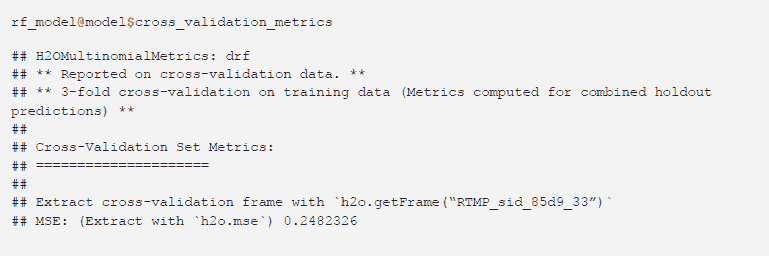 rf_model@model$cross_validation_metrics
## H2OMultinomialMetrics: drf
## ** Reported on cross-validation data. **
## ** 3-fold cross-validation on training data (Metrics computed for combined holdout
predictions) **
##
## Cross-Validation Set Metrics:
## =====================
##
## Extract cross-validation frame with `h2o.getFrame(“RTMP_sid_85d9_33”)`
## MSE: (Extract with `h2o.mse`) 0.2482326